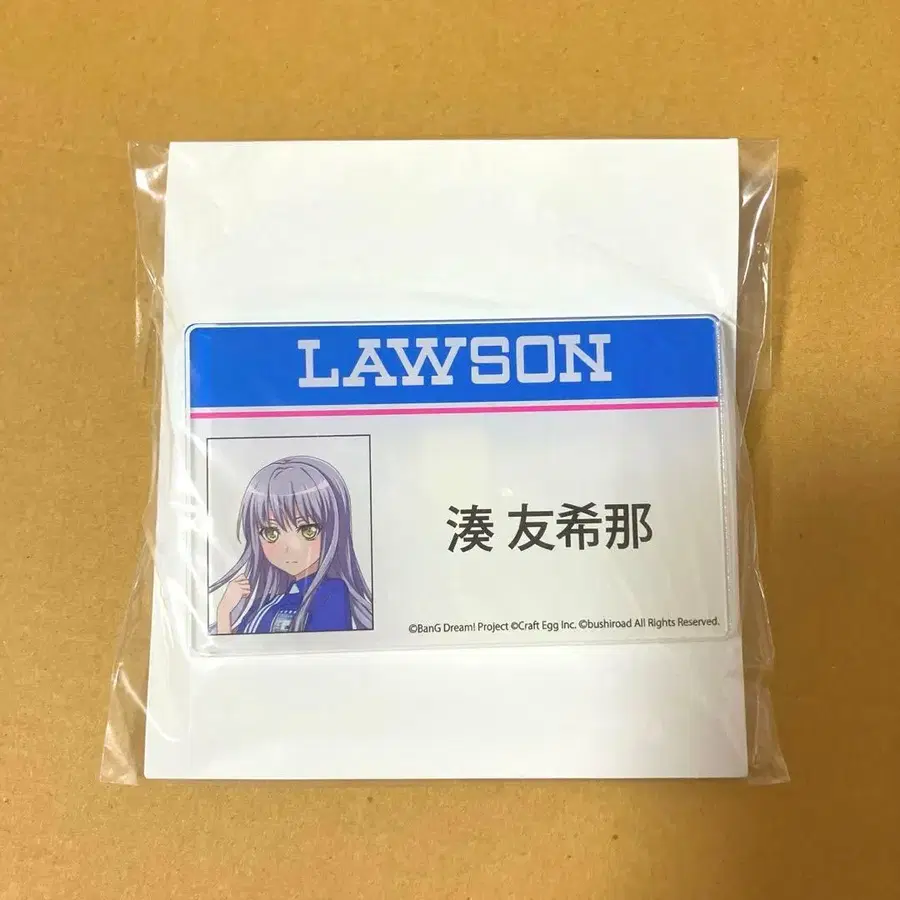 LAWSON
湊 友希那
©BanG Dream! Project ©Craft Egg Inc. ©bushiroad All Rights Reserved.